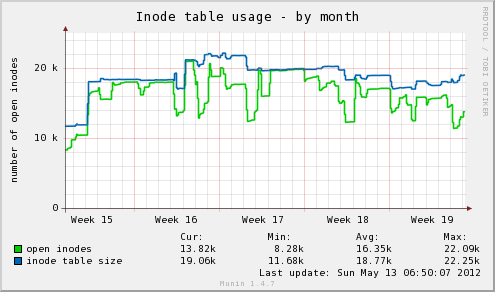 Inode table usage - by month
RRDTOOL / TOBI OETIKER
number of open inodes
20 k
10 k
0
Week 15 Week 16 Week 17 Week 18 Week 19
Cur: Min: Avg: Max:
open inodes 13.82k 8.28k 16.35k 22.09k
inode table size 19.06k 11.68k 18.77k 22.25k
Last update: Sun May 13 06:50:07 2012
Munin 1.4.7